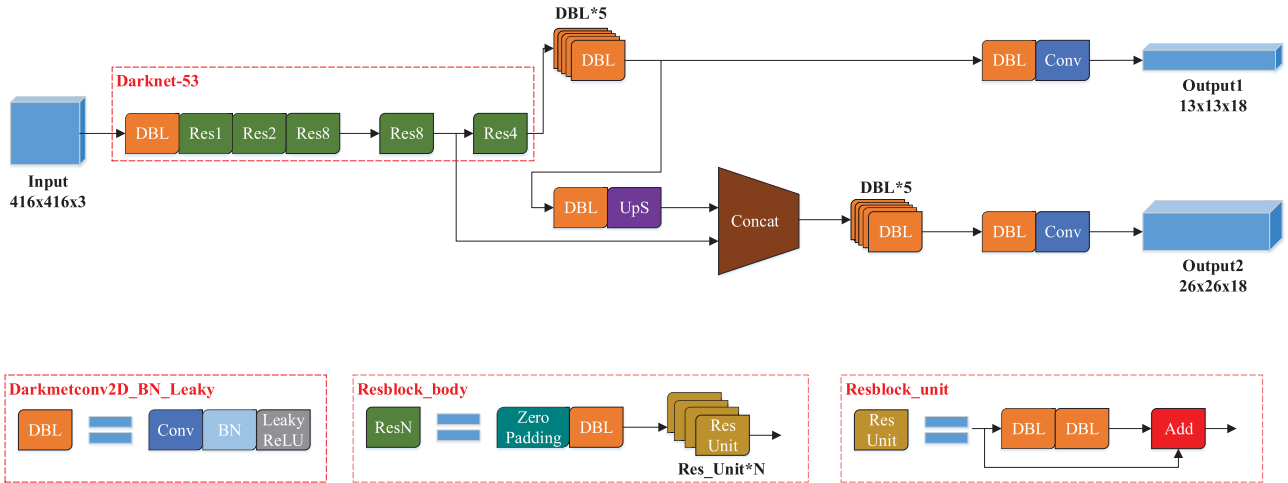 DBL*5
DBL
DBL Conv
Output1
13x13x18
Darknet-53
DBL Res1 Res2 Res8 Res8 Res4
Input
416x416x3
DBL UpS
Concat
DBL*5
DBL
DBL Conv
Output2
26x26x18
Darkmetconv2D_BN_Leaky
DBL Conv BN Leaky
ReLU
Resblock_body
ResN Zero
Padding DBL Res
Unit
Res_Unit*N
Resblock_unit
Res
Unit DBL DBL Add